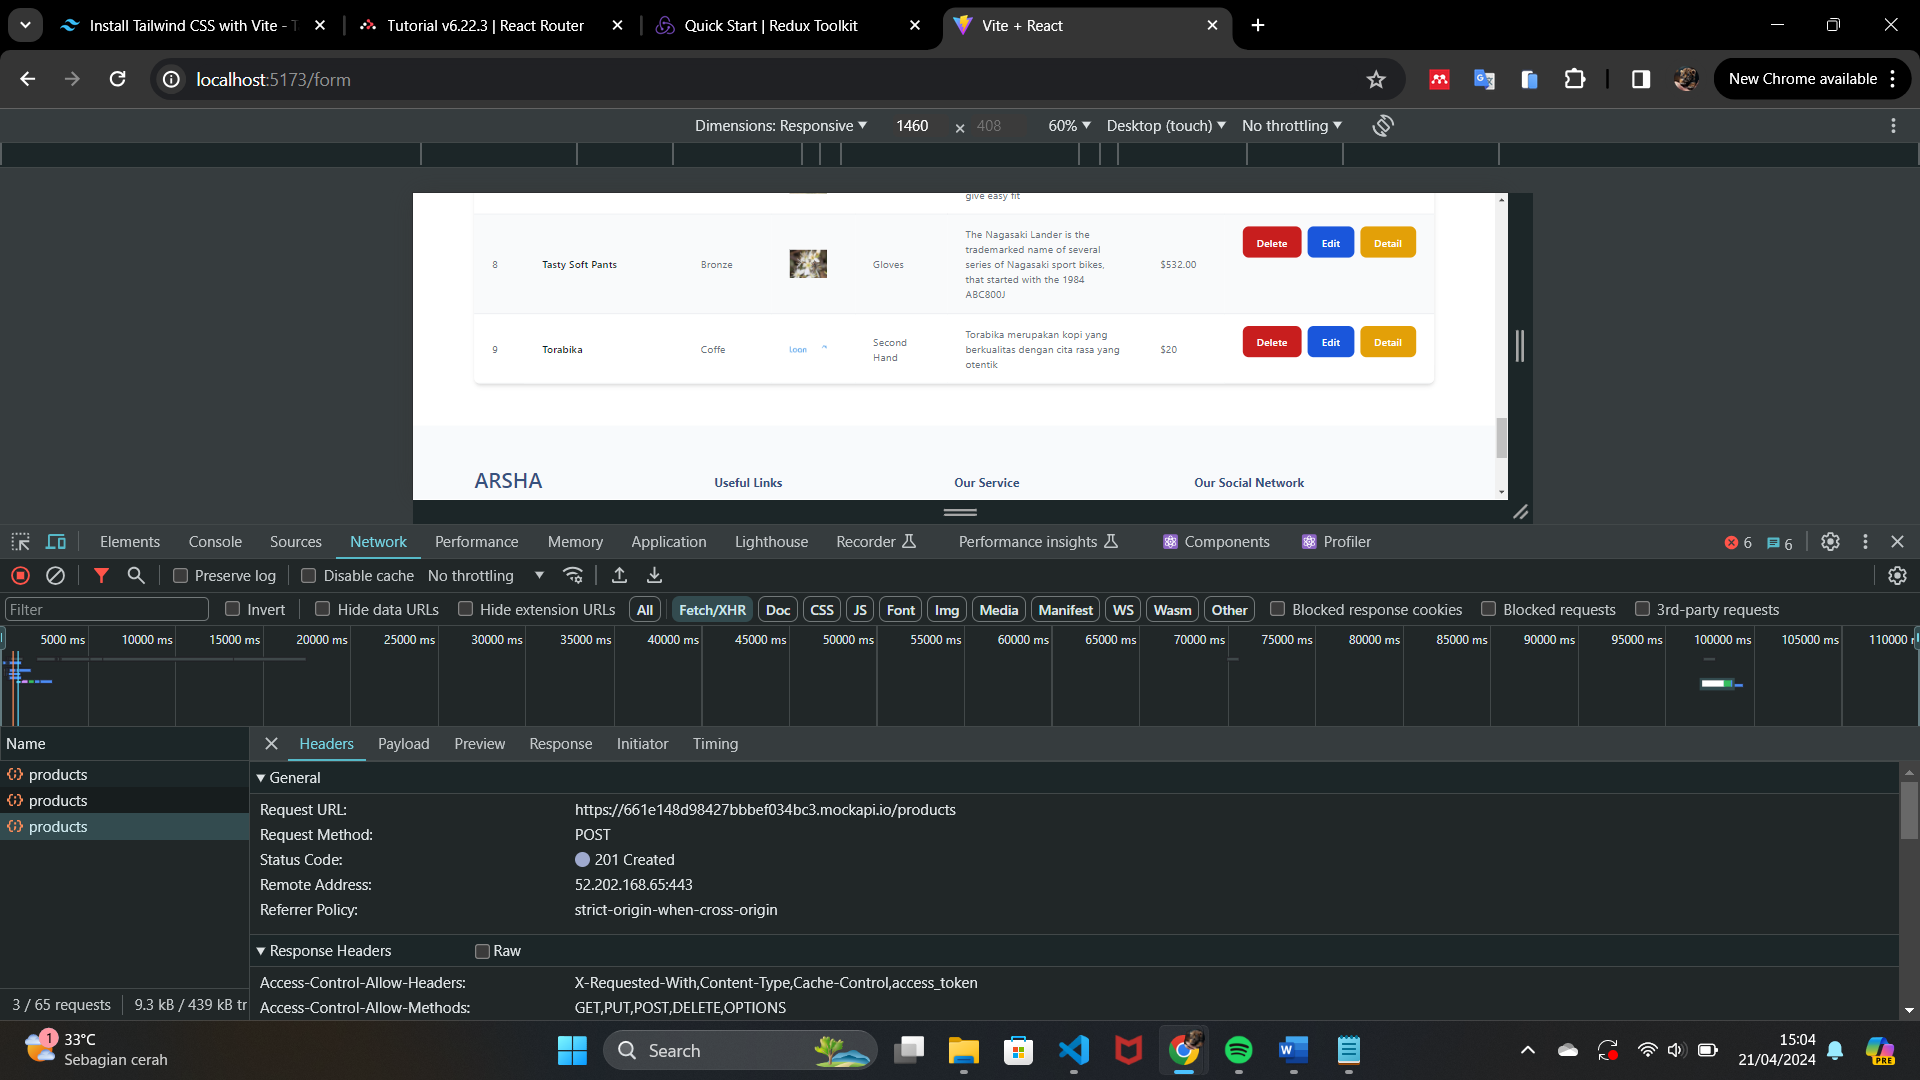 Install Tailwind CSS with Vite - T
Tutorial v6.22.3 | React Router
Quick Start | Redux Toolkit
Vite + React
localhost:5173/form
New Chrome available
Dimensions: Responsive
1460
×
408
60%
Desktop (touch)
No throttling
give easy fit
8
Tasty Soft Pants
Bronze
Gloves
The Nagasaki Lander is the
trademarked name of several
series of Nagasaki sport bikes,
that started with the 1984
ABC800J
$532.00
Delete
Edit
Detail
9
Torabika
Coffe
Loan
Second
Hand
Torabika merupakan kopi yang
berkualitas dengan cita rasa yang
otentik
$20
Delete
Edit
Detail
ARSHA
Useful Links
Our Service
Our Social Network
Elements
Console
Sources
Network
Performance
Memory
Application
Lighthouse
Recorder
Performance insights
Components
Profiler
6
6
Preserve log
Disable cache
No throttling
Filter
Invert
Hide data URLs
Hide extension URLs
All
Fetch/XHR
Doc
CSS
JS
Font
Img
Media
Manifest
WS
Wasm
Other
Blocked response cookies
Blocked requests
3rd-party requests
5000 ms
10000 ms
15000 ms
20000 ms
25000 ms
30000 ms
35000 ms
40000 ms
45000 ms
50000 ms
55000 ms
60000 ms
65000 ms
70000 ms
75000 ms
80000 ms
85000 ms
90000 ms
95000 ms
100000 ms
105000 ms
110000
Name
Headers
Payload
Preview
Response
Initiator
Timing
products
products
products
General
Request URL:
https://661e148d98427bbbef034bc3.mockapi.io/products
Request Method:
POST
Status Code:
201 Created
Remote Address:
52.202.168.65:443
Referrer Policy:
strict-origin-when-cross-origin
Response Headers
Raw
Access-Control-Allow-Headers:
X-Requested-With,Content-Type,Cache-Control,access_token
Access-Control-Allow-Methods:
GET,PUT,POST,DELETE,OPTIONS
3 / 65 requests
9.3 kB / 439 kB tr
1
33°C
Sebagian cerah
Search
W
15:04
21/04/2024
PRE